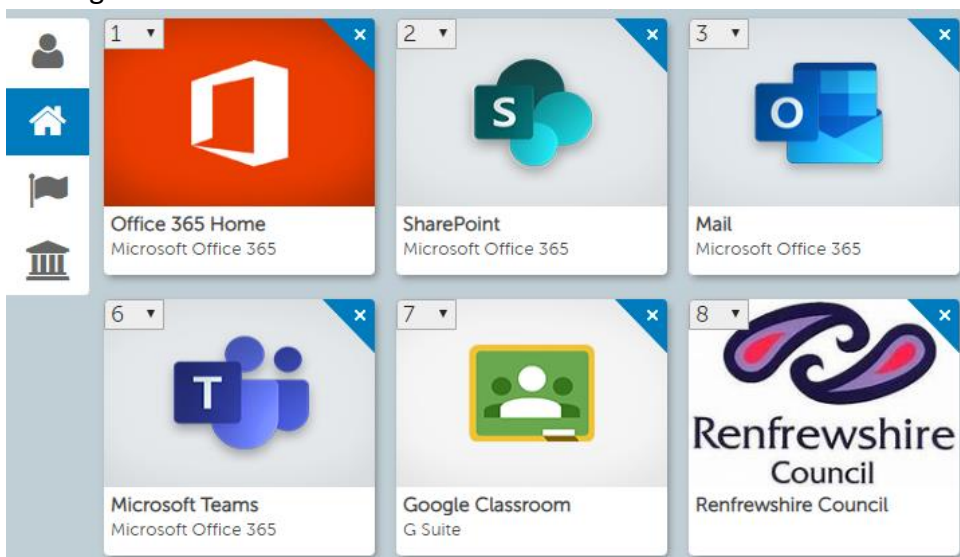 1
2
3
S
O
Office 365 Home
Microsoft Office 365
SharePoint
Microsoft Office 365
Mail
Microsoft Office 365
6
7
8
T
Renfrewshire
Council
Microsoft Teams
Microsoft Office 365
Google Classroom
G Suite
Renfrewshire Council